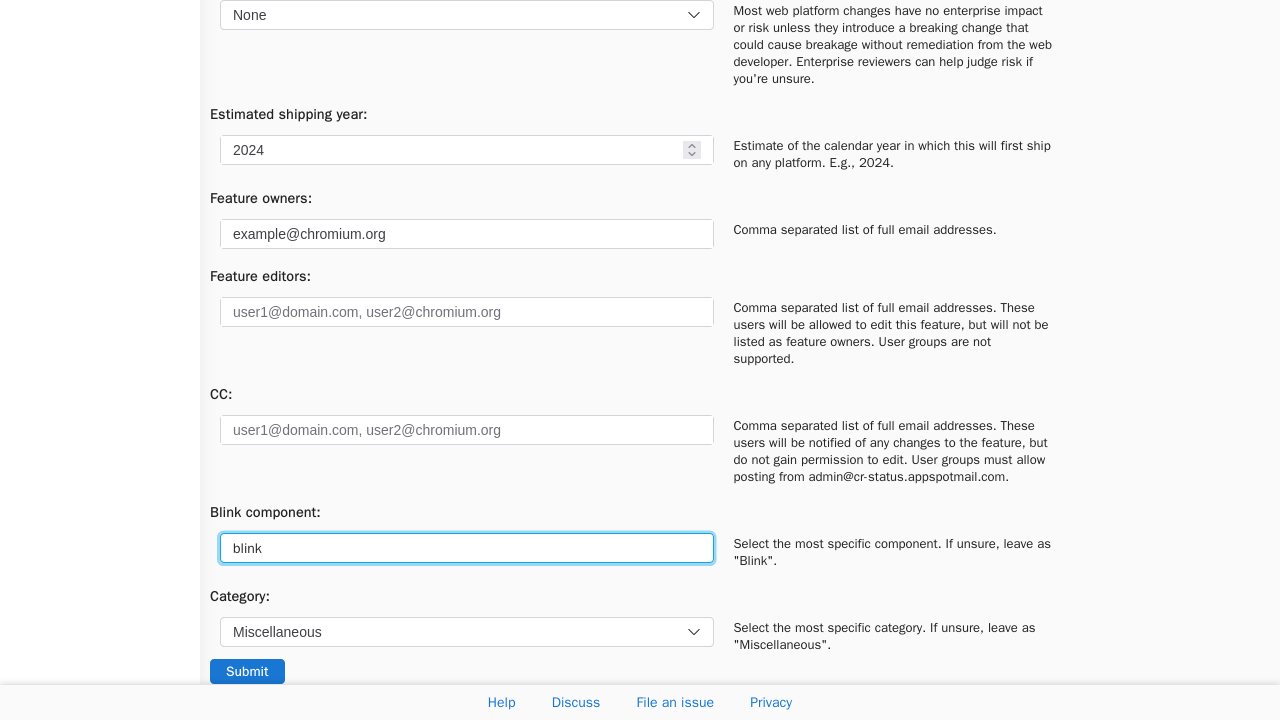 None
Most web platform changes have no enterprise impact
or risk unless they introduce a breaking change that
could cause breakage without remediation from the web
developer. Enterprise reviewers can help judge risk if
you're unsure.
Estimated shipping year:
2024
Estimate of the calendar year in which this will first ship
on any platform. E.g., 2024.
Feature owners:
example@chromium.org
Comma separated list of full email addresses.
Feature editors:
user1@domain.com, user2@chromium.org
Comma separated list of full email addresses. These
users will be allowed to edit this feature, but will not be
listed as feature owners. User groups are not
supported.
CC:
user1@domain.com, user2@chromium.org
Comma separated list of full email addresses. These
users will be notified of any changes to the feature, but
do not gain permission to edit. User groups must allow
posting from admin@cr-status.appspotmail.com.
Blink component:
blink
Select the most specific component. If unsure, leave as
"Blink".
Category:
Miscellaneous
Select the most specific category. If unsure, leave as
"Miscellaneous".
Submit
Help Discuss File an issue Privacy